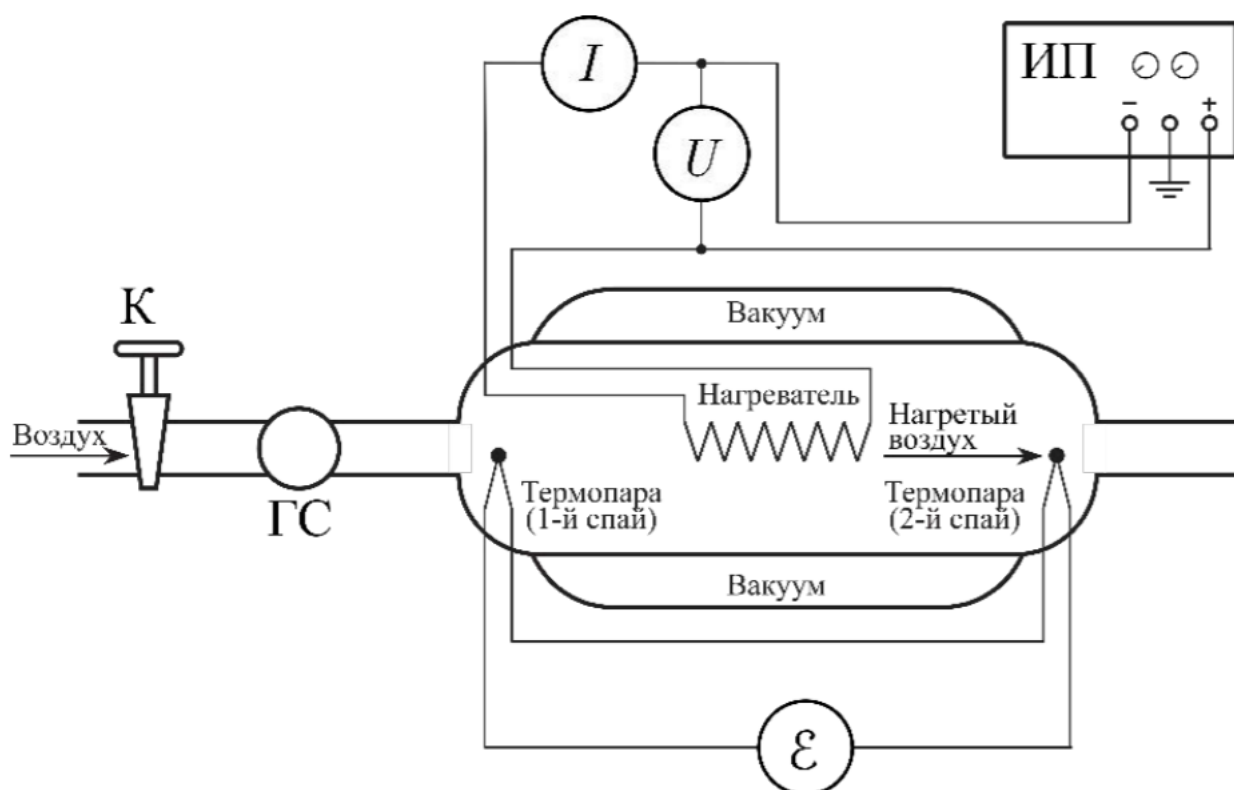 I
U
ИП
-
+
К
Вакуум
Нагреватель
Воздух
Нагретый
воздух
ГС
Термопара
(1-й спай)
Термопара
(2-й спай)
Вакуум
ℰ